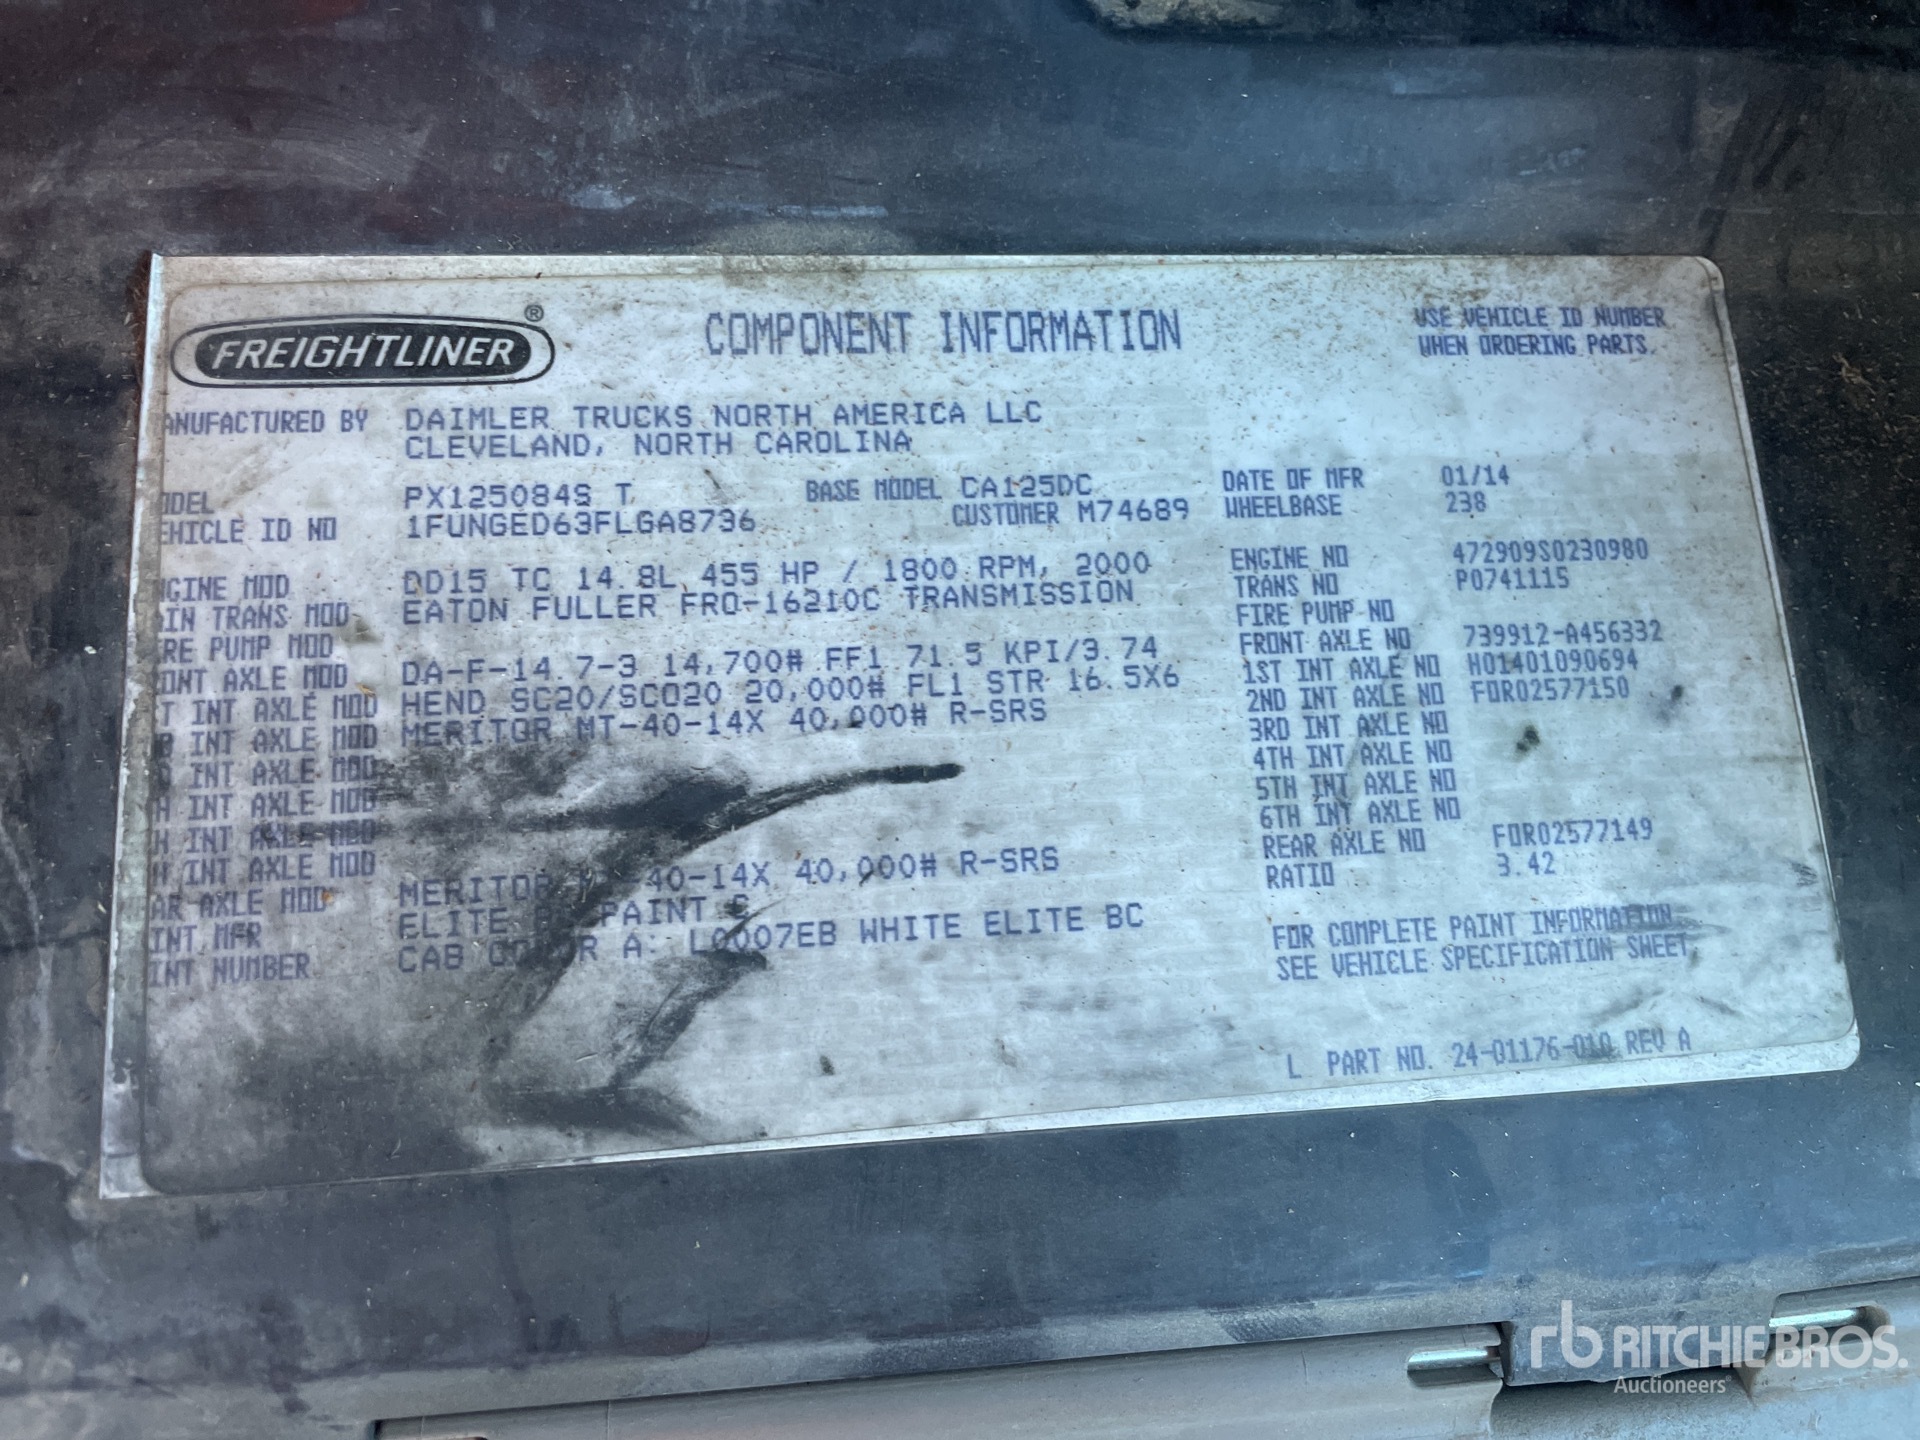 FREIGHTLINER®
COMPONENT INFORMATION
USE VEHICLE ID NUMBER
WHEN ORDERING PARTS.
ANUFACTURED BY DAIMLER TRUCKS NORTH AMERICA LLC
CLEVELAND, NORTH CAROLINA
ODEL PX125084S T BASE MODEL CA125DC DATE OF MFR 01/14
EHICLE ID NO 1FUNGED63FLGA8736 CUSTOMER M74689 WHEELBASE 238
NGINE MOD DD15 TC 14.8L 455 HP / 1800 RPM, 2000 ENGINE NO 472909S0230980
AIN TRANS MOD EATON FULLER FRO-16210C TRANSMISSION TRANS NO P0741115
RE PUMP MOD FIRE PUMP NO
ONT AXLE MOD DA-F-14.7-3 14,700# FF1 71.5 KPI/3.74 FRONT AXLE NO 739912-A456332
T INT AXLE MOD HEND SC20/SCO20 20,000# FL1 STR 16.5X6 1ST INT AXLE NO H01401090694
INT AXLE MOD MERITOR MT-40-14X 40,000# R-SRS 2ND INT AXLE NO FOR02577150
INT AXLE MOD 3RD INT AXLE NO
H INT AXLE MOD 4TH INT AXLE NO
H INT AXLE MOD 5TH INT AXLE NO
H INT AXLE MOD 6TH INT AXLE NO
AR AXLE MOD MERITOR 40-14X 40,000# R-SRS REAR AXLE NO FOR02577149
RATIO 3.42
INT MFR ELITE PAINT
INT NUMBER CAB A: L0007EB WHITE ELITE BC
FOR COMPLETE PAINT INFORMATION
SEE VEHICLE SPECIFICATION SHEET.
L PART NO. 24-01176-010 REV A
rb RITCHIE BROS.
Auctioneers